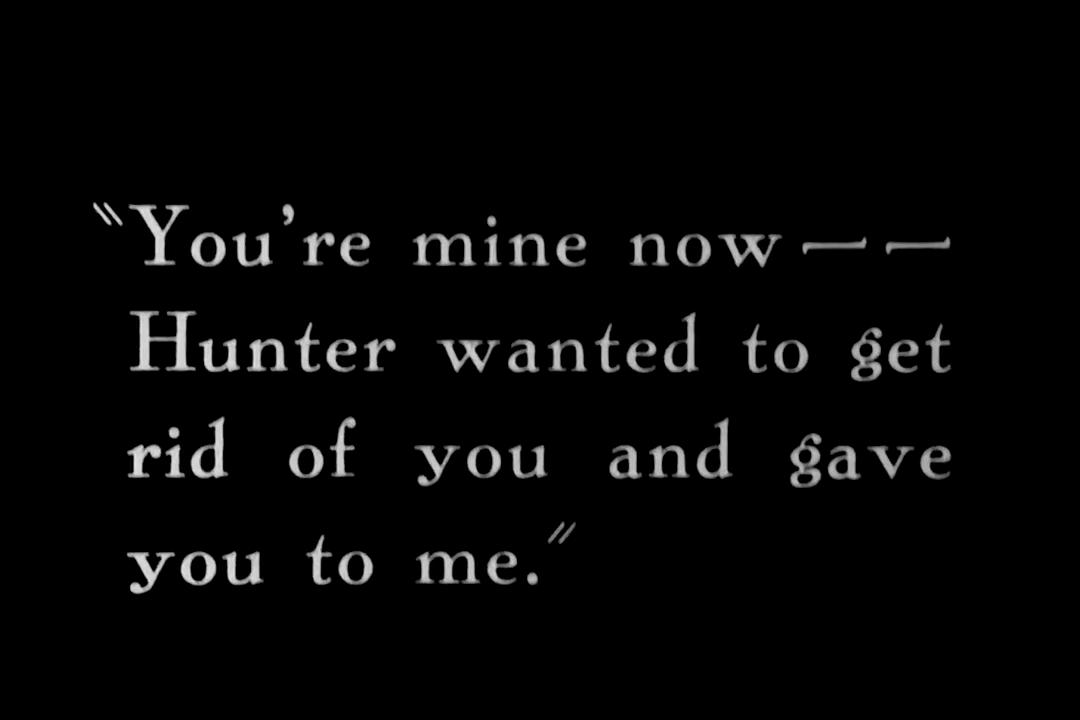 "You're mine now——
Hunter wanted to get
rid of you and gave
you to me."